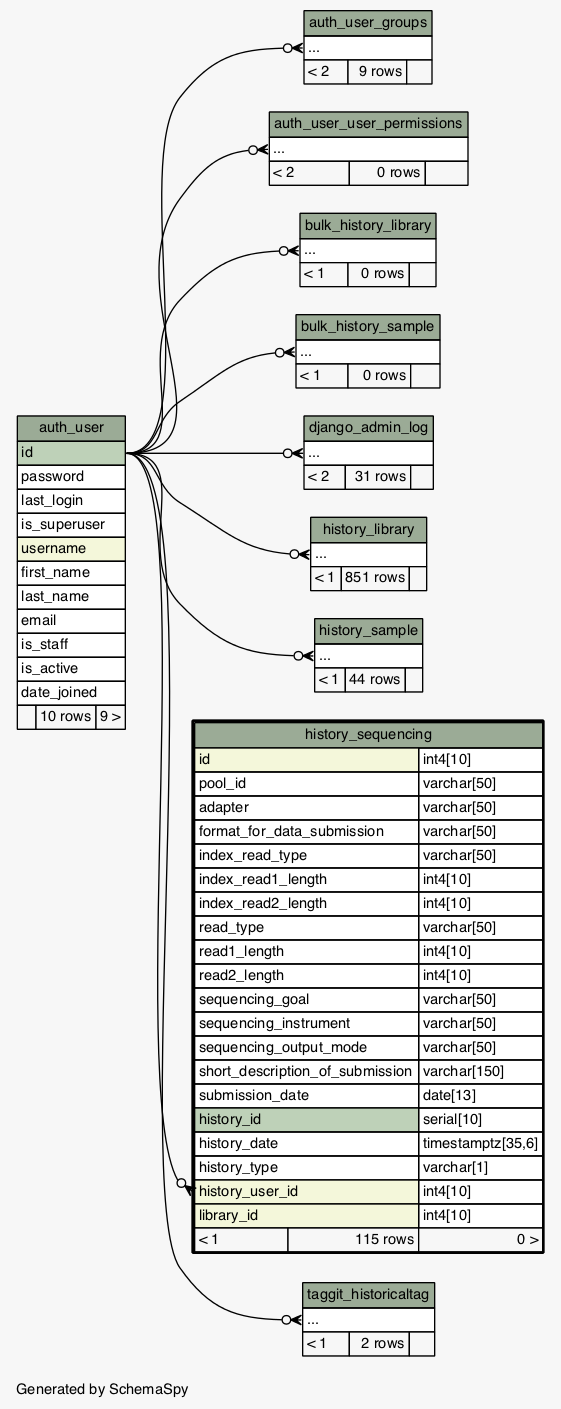 auth_user_groups
...
< 2 9 rows
auth_user_user_permissions
...
< 2 0 rows
bulk_history_library
...
< 1 0 rows
bulk_history_sample
...
< 1 0 rows
auth_user
id
password
last_login
is_superuser
username
first_name
last_name
email
is_staff
is_active
date_joined
10 rows 9 >
django_admin_log
...
< 2 31 rows
history_library
...
< 1 851 rows
history_sample
...
< 1 44 rows
history_sequencing
id int4[10]
pool_id varchar[50]
adapter varchar[50]
format_for_data_submission varchar[50]
index_read_type varchar[50]
index_read1_length int4[10]
index_read2_length int4[10]
read_type varchar[50]
read1_length int4[10]
read2_length int4[10]
sequencing_goal varchar[50]
sequencing_instrument varchar[50]
sequencing_output_mode varchar[50]
short_description_of_submission varchar[150]
submission_date date[13]
history_id serial[10]
history_date timestamptz[35,6]
history_type varchar[1]
history_user_id int4[10]
library_id int4[10]
< 1 115 rows 0 >
taggit_historicaltag
...
< 1 2 rows
Generated by SchemaSpy